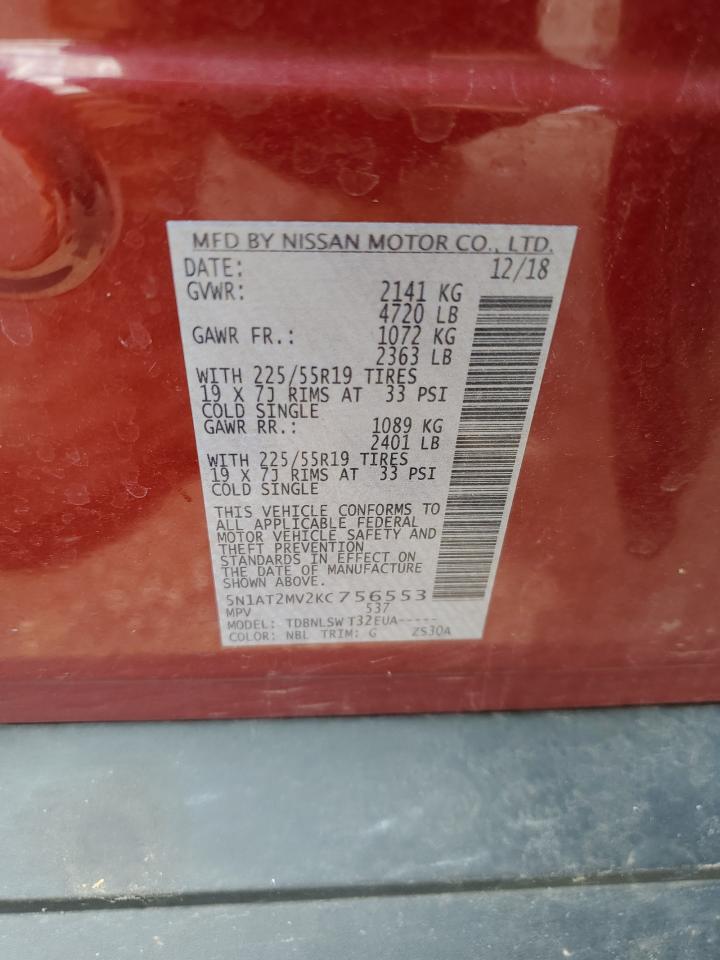 MFD BY NISSAN MOTOR CO., LTD.
DATE: 12/18
GVWR: 2141 KG
4720 LB
GAWR FR.: 1072 KG
2363 LB
WITH 225/55R19 TIRES
19 X 7J RIMS AT 33 PSI
COLD SINGLE
GAWR RR.: 1089 KG
2401 LB
WITH 225/55R19 TIRES
19 X 7J RIMS AT 33 PSI
COLD SINGLE
THIS VEHICLE CONFORMS TO
ALL APPLICABLE FEDERAL
MOTOR VEHICLE SAFETY AND
THEFT PREVENTION
STANDARDS IN EFFECT ON
THE DATE OF MANUFACTURE
SHOWN ABOVE.
5N1AT2MV2KC756553
MPV 537
MODEL: TDBNLSW T32EUA-----
COLOR: NBL TRIM: G ZS30A